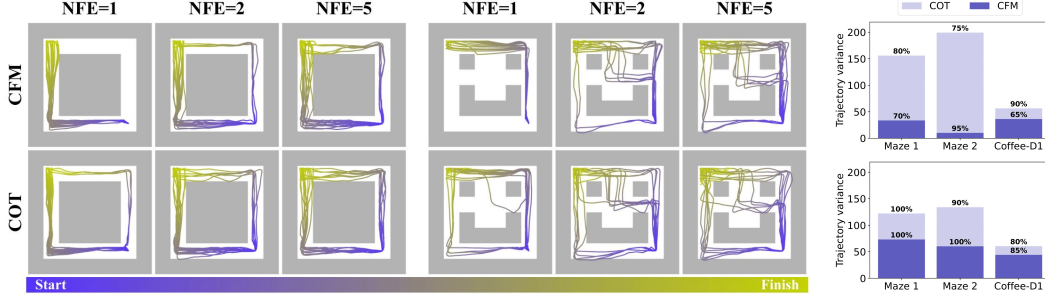 NFE=1 NFE=2 NFE=5 NFE=1 NFE=2 NFE=5
CFM
COT
Start Finish
COT CFM
Trajectory variance
200
150
100
50
0
80%
70%
75%
95%
90%
65%
Maze 1 Maze 2 Coffee-D1
Trajectory variance
200
150
100
50
0
100%
100%
90%
100%
80%
85%
Maze 1 Maze 2 Coffee-D1